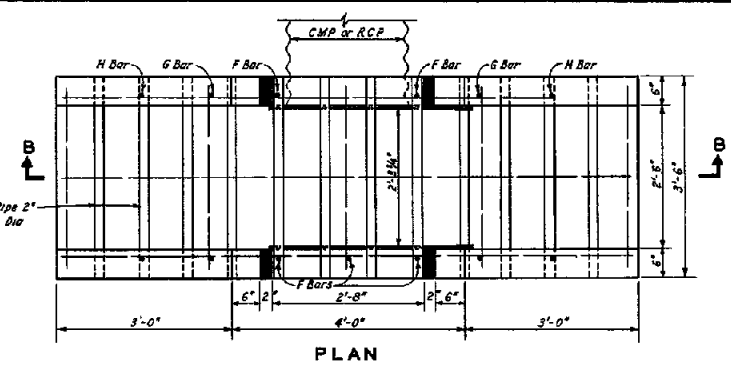 CMP or RCP
H Bar
G Bar
F Bar
F Bar
G Bar
H Bar
B
B
6"
2'-6"
3'-6"
6"
2'-8¾"
Pipe 2"
Dia
F Bars
6"
2"
2'-8"
2"
6"
3'-0"
4'-0"
3'-0"
PLAN